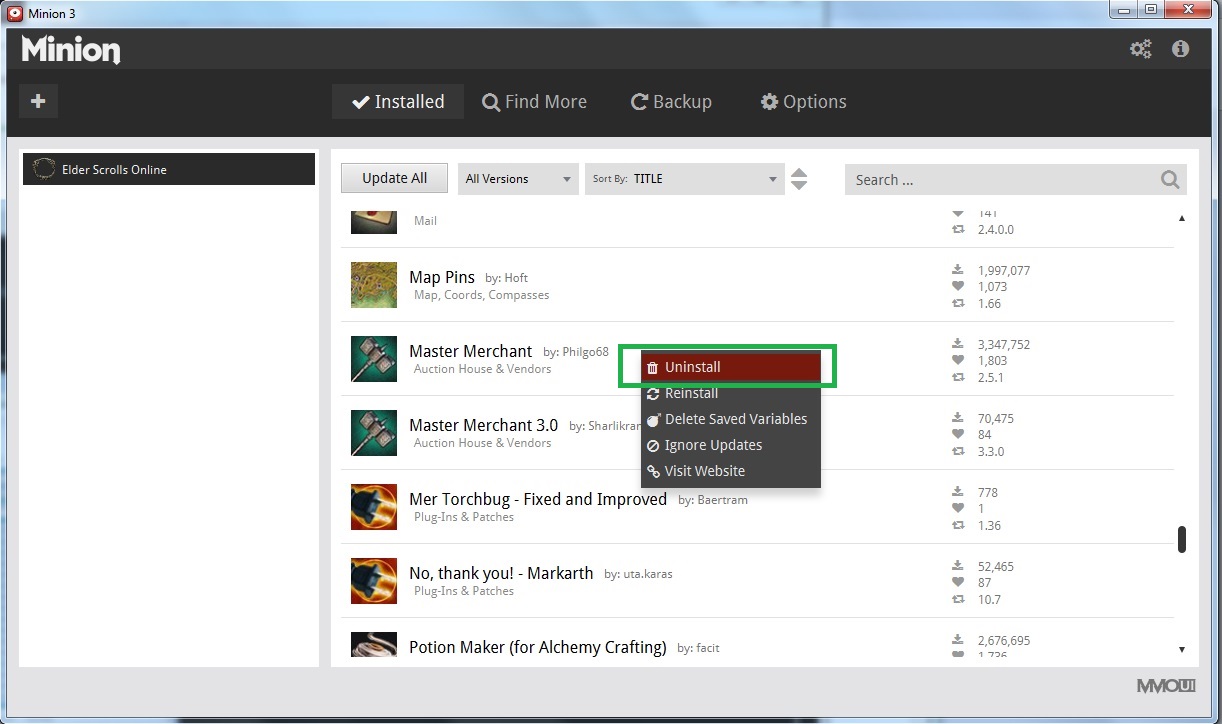 Minion 3
Minion
Installed
Find More
Backup
Options
Elder Scrolls Online
Update All
All Versions
Sort By: TITLE
Search ...
141
Mail
2.4.0.0
Map Pins by: Hoft
Map, Coords, Compasses
1,997,077
1,073
1.66
Master Merchant by: Philgo68
Auction House & Vendors
3,347,752
1,803
2.5.1
Uninstall
Reinstall
Delete Saved Variables
Ignore Updates
Visit Website
Master Merchant 3.0 by: Sharlikran
Auction House & Vendors
70,475
84
3.3.0
Mer Torchbug - Fixed and Improved by: Baertram
Plug-Ins & Patches
778
1
1.36
No, thank you! - Markarth by: uta.karas
Plug-Ins & Patches
52,465
87
10.7
Potion Maker (for Alchemy Crafting) by: facit
2,676,695
1,736
MMOUI